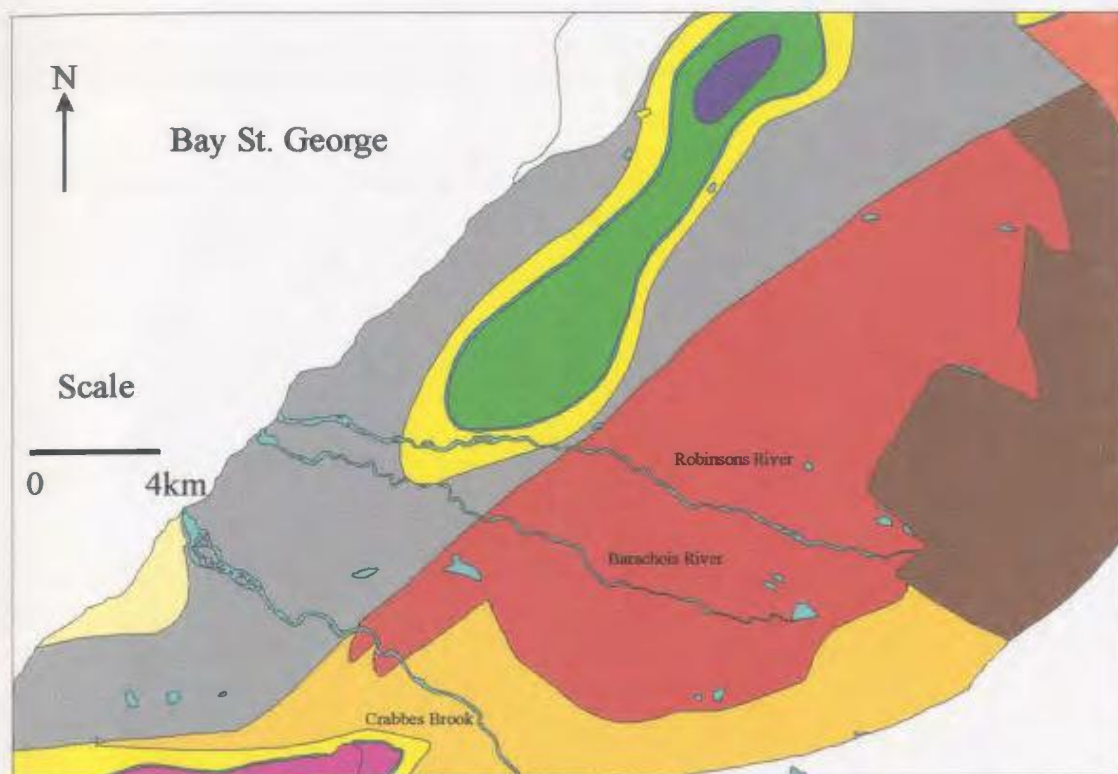 N
Bay St. George
Scale
0 4km
Robinsons River
Barachois River
Crabbes Brook